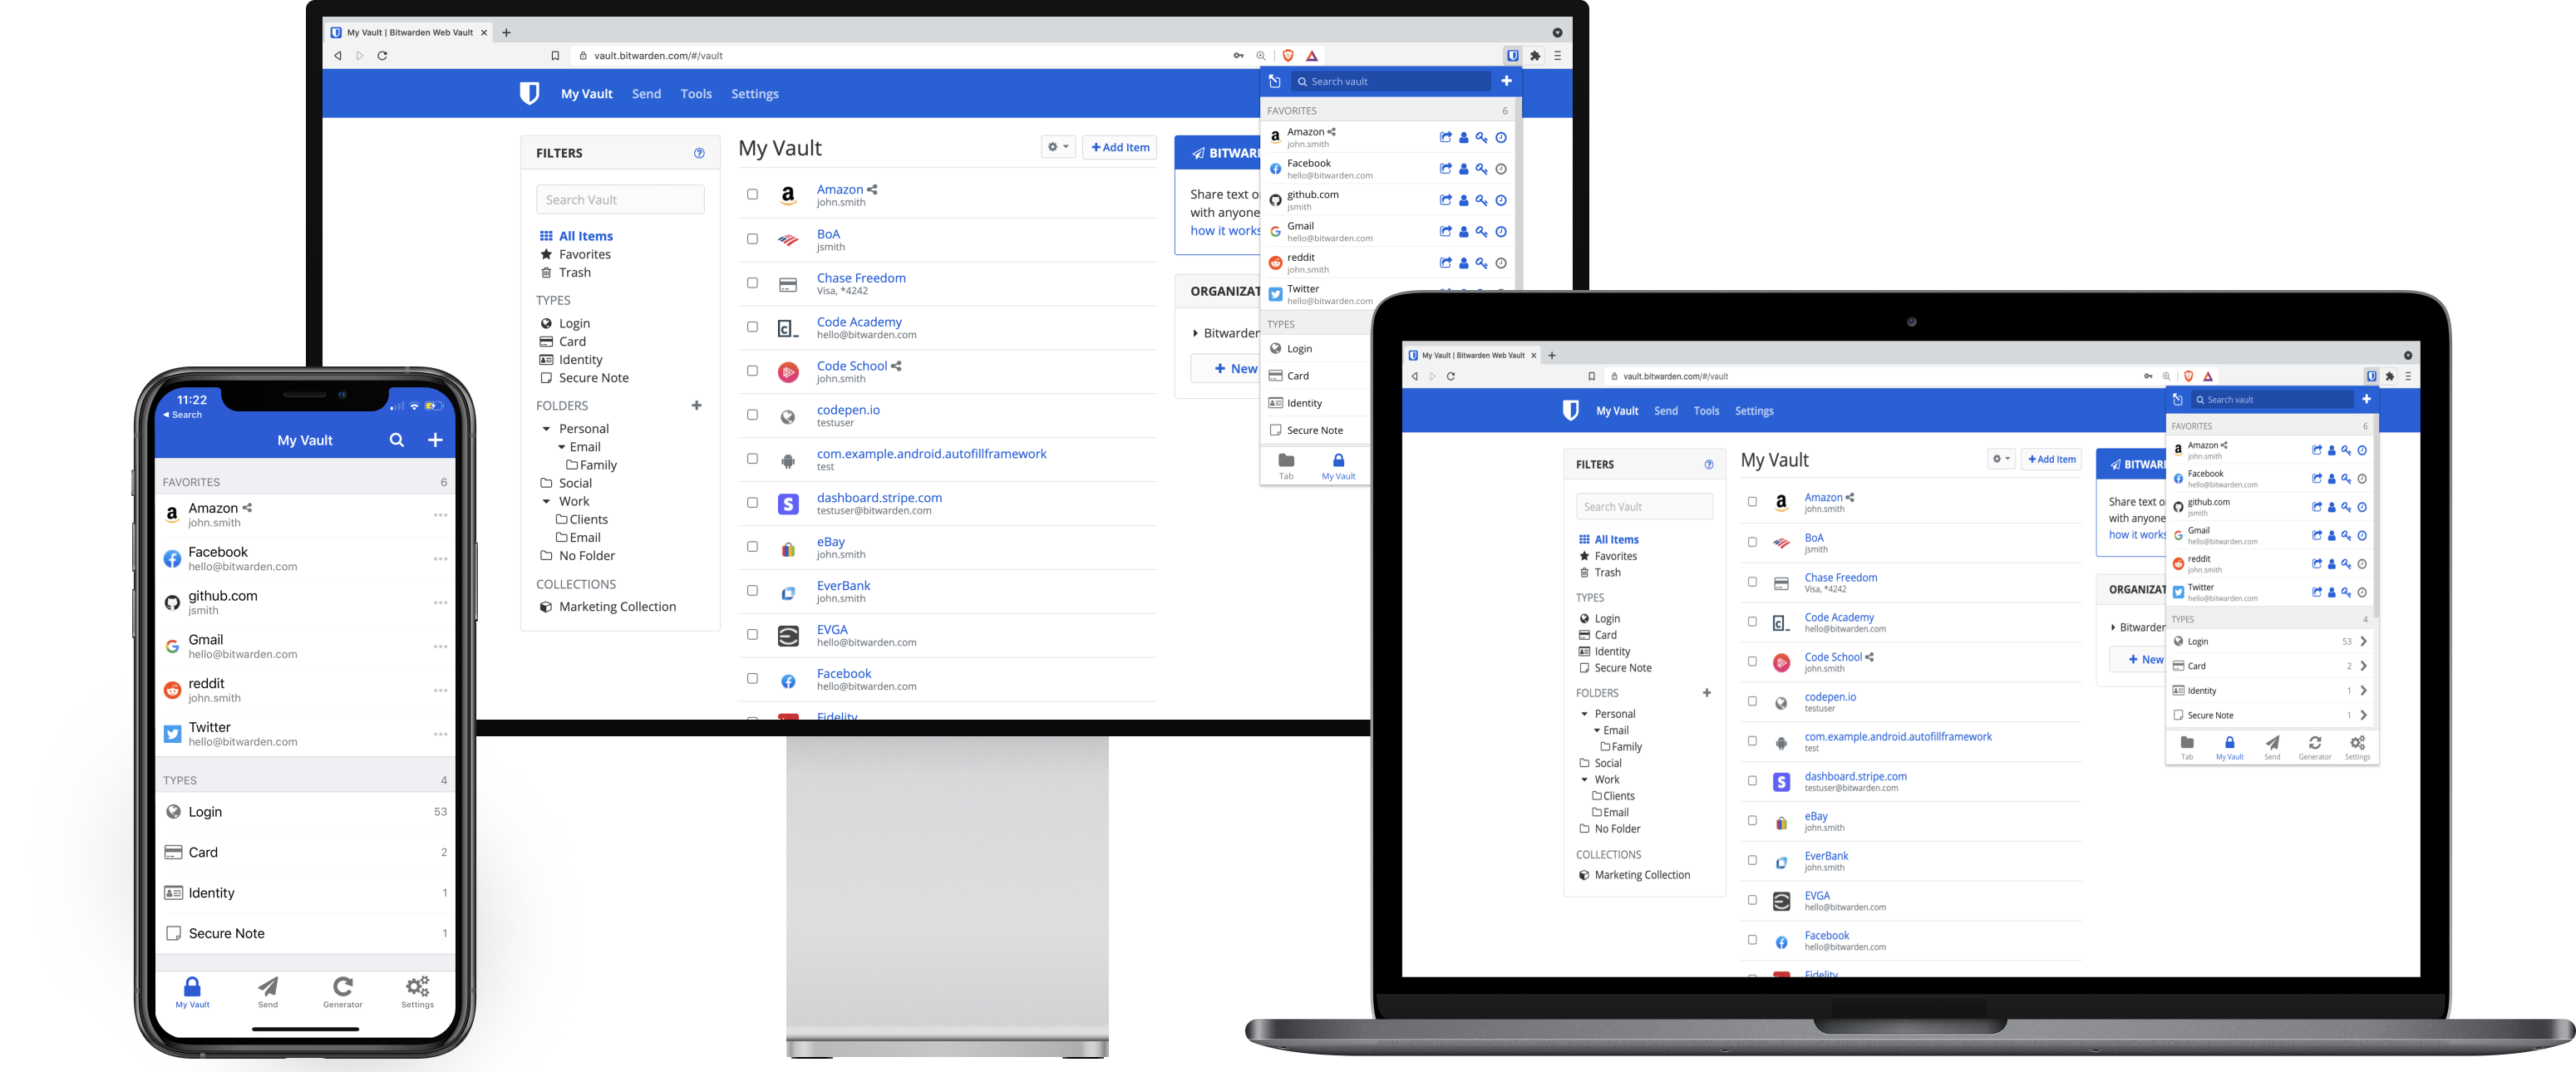 My Vault | Bitwarden Web Vault
vault.bitwarden.com/#/vault
My Vault Send Tools Settings
FILTERS
Search Vault
All Items
Favorites
Trash
TYPES
Login
Card
Identity
Secure Note
FOLDERS
Personal
Email
Family
Social
Work
Clients
Email
No Folder
COLLECTIONS
Marketing Collection
My Vault
+ Add Item
Amazon
john.smith
BoA
jsmith
Chase Freedom
Visa, *4242
Code Academy
hello@bitwarden.com
Code School
john.smith
codepen.io
testuser
com.example.android.autofillframework
test
dashboard.stripe.com
testuser@bitwarden.com
eBay
john.smith
EverBank
john.smith
EVGA
hello@bitwarden.com
Facebook
hello@bitwarden.com
Fidelity
BITWAR
Share text o
with anyone
how it works
ORGANIZAT
Bitwarden
+ New
Search vault
FAVORITES 6
Amazon
john.smith
Facebook
hello@bitwarden.com
github.com
jsmith
Gmail
hello@bitwarden.com
reddit
john.smith
Twitter
hello@bitwarden.com
TYPES
Login
Card
Identity
Secure Note
Tab My Vault
11:22
Search
My Vault
FAVORITES 6
Amazon
john.smith
Facebook
hello@bitwarden.com
github.com
jsmith
Gmail
hello@bitwarden.com
reddit
john.smith
Twitter
hello@bitwarden.com
TYPES 4
Login 53
Card 2
Identity 1
Secure Note 1
My Vault Send Generator Settings
My Vault | Bitwarden Web Vault
vault.bitwarden.com/#/vault
My Vault Send Tools Settings
FILTERS
Search Vault
All Items
Favorites
Trash
TYPES
Login
Card
Identity
Secure Note
FOLDERS
Personal
Email
Family
Social
Work
Clients
Email
No Folder
COLLECTIONS
Marketing Collection
My Vault
+ Add Item
Amazon
john.smith
BoA
jsmith
Chase Freedom
Visa, *4242
Code Academy
hello@bitwarden.com
Code School
john.smith
codepen.io
testuser
com.example.android.autofillframework
test
dashboard.stripe.com
testuser@bitwarden.com
eBay
john.smith
EverBank
john.smith
EVGA
hello@bitwarden.com
Facebook
hello@bitwarden.com
Fidelity
BITWAR
Share text o
with anyone
how it works
ORGANIZAT
Bitwarden
+ New
Search vault
FAVORITES 6
Amazon
john.smith
Facebook
hello@bitwarden.com
github.com
jsmith
Gmail
hello@bitwarden.com
reddit
john.smith
Twitter
hello@bitwarden.com
TYPES 4
Login 53
Card 2
Identity 1
Secure Note 1
Tab My Vault Send Generator Settings